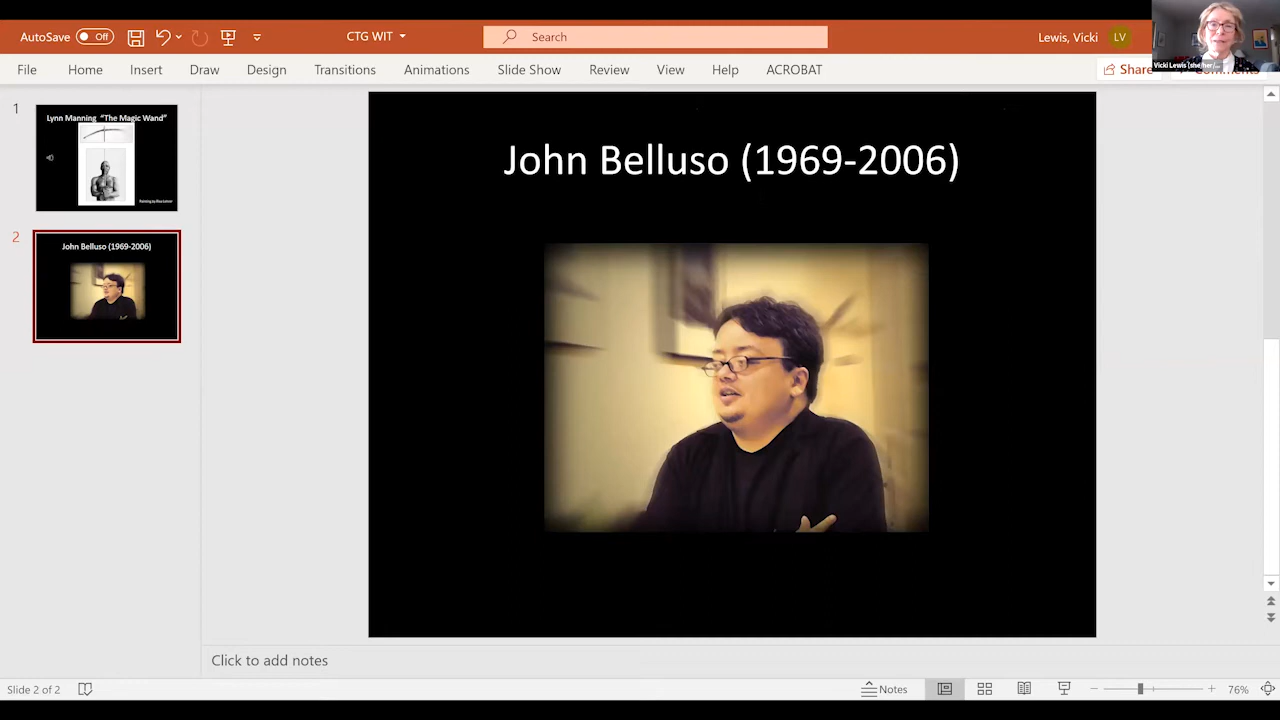 AutoSave Off
CTG WIT
Search
Lewis, Vicki
LV
Vicki Lewis (she/her/...
File Home Insert Draw Design Transitions Animations Slide Show Review View Help ACROBAT
Share
Comments
1
Lynn Manning "The Magic Wand"
2
John Belluso (1969-2006)
John Belluso (1969-2006)
Click to add notes
Slide 2 of 2
Notes
76%